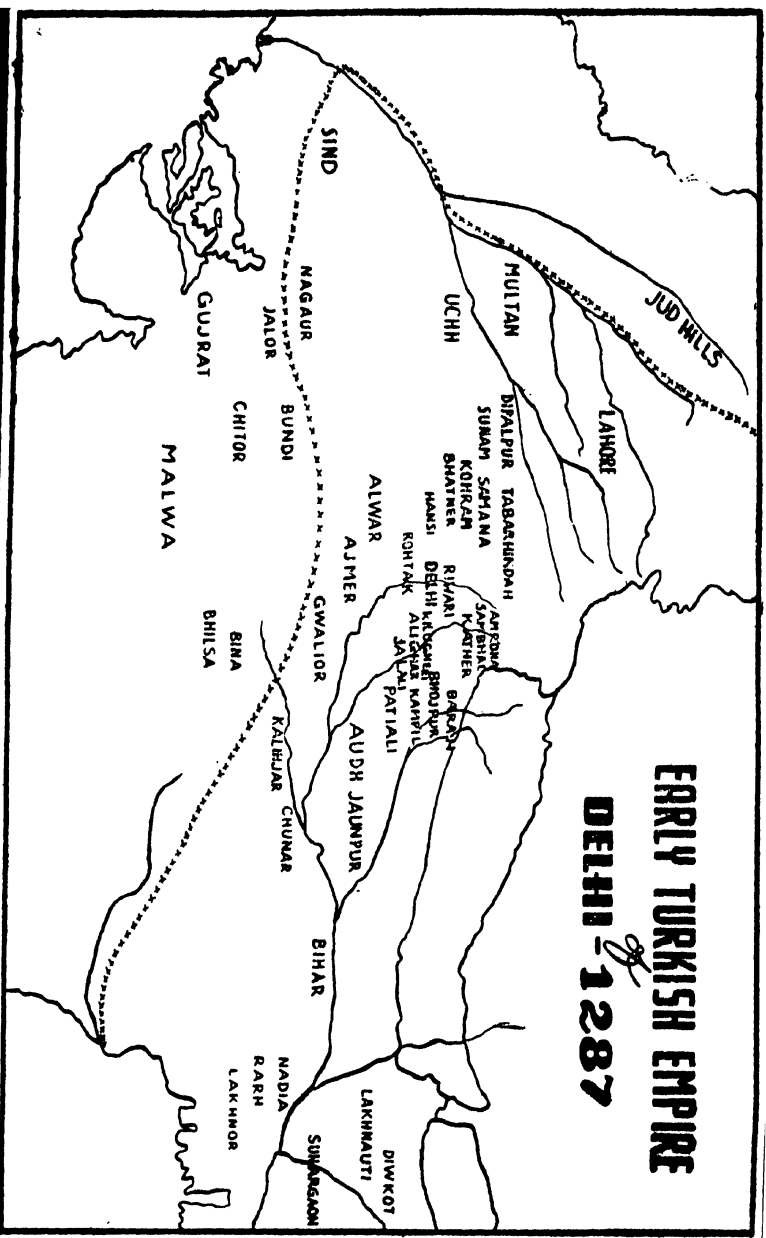 EARLY TURKISH EMPIRE
of
DELHI-1287
JUD HILLS
LAHORE
MULTAN
UCHH
SIND
DIPALPUR TABARHINDAH
SUNAM SAMANA
KOHRAM
BHATNER
HANSI
AMROHA
SAMBHAL
KATHER
RIWARI
DELHI
ROHTAK
BARAN
BHOJPUR
ALIGHAR KAMPIL
JALALI
PATIALI
ALWAR
AJMER
NAGAUR
JALOR
BUNDI
GUJRAT
CHITOR
MALWA
GWALIOR
BINA
BHILSA
AUDH JAUNPUR
KALINJAR
CHUNAR
BIHAR
NADIA
RARH
LAKHNOR
LAKHNAUTI
DIWKOT
SUNARGAON